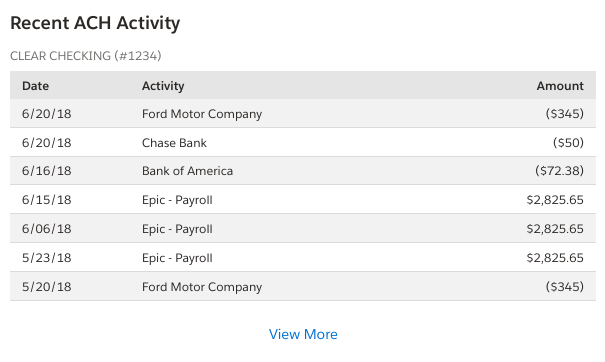 Recent ACH Activity
CLEAR CHECKING (#1234)
Date Activity Amount
6/20/18 Ford Motor Company ($345)
6/20/18 Chase Bank ($50)
6/16/18 Bank of America ($72.38)
6/15/18 Epic - Payroll $2,825.65
6/06/18 Epic - Payroll $2,825.65
5/23/18 Epic - Payroll $2,825.65
5/20/18 Ford Motor Company ($345)
View More